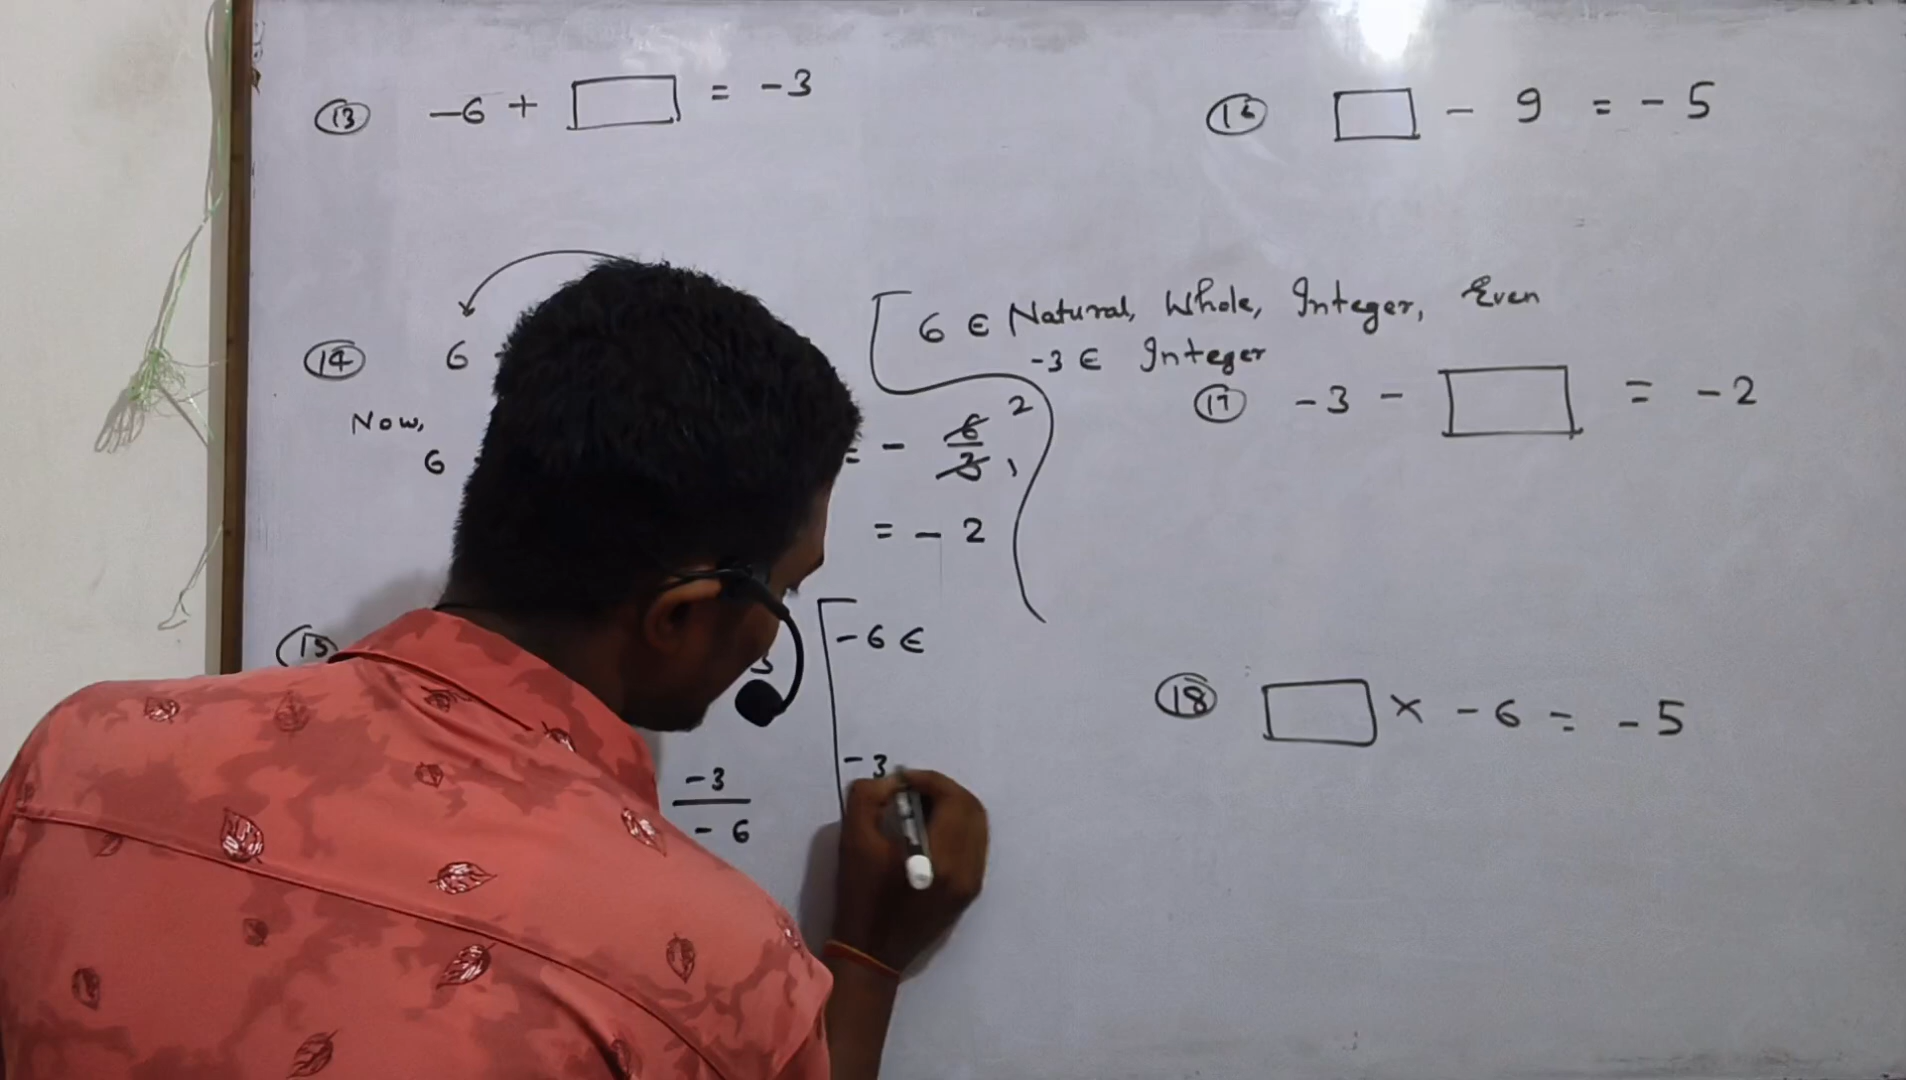 13 -6 + = -3
14 6
6 ∈ Natural, Whole, Integer, Even
-3 ∈ Integer
Now,
6 = - 6/3 2 1
= - 2
15
-6 ∈
-3
-3
- 6
16 - 9 = - 5
17 -3 - = -2
18 × - 6 = - 5